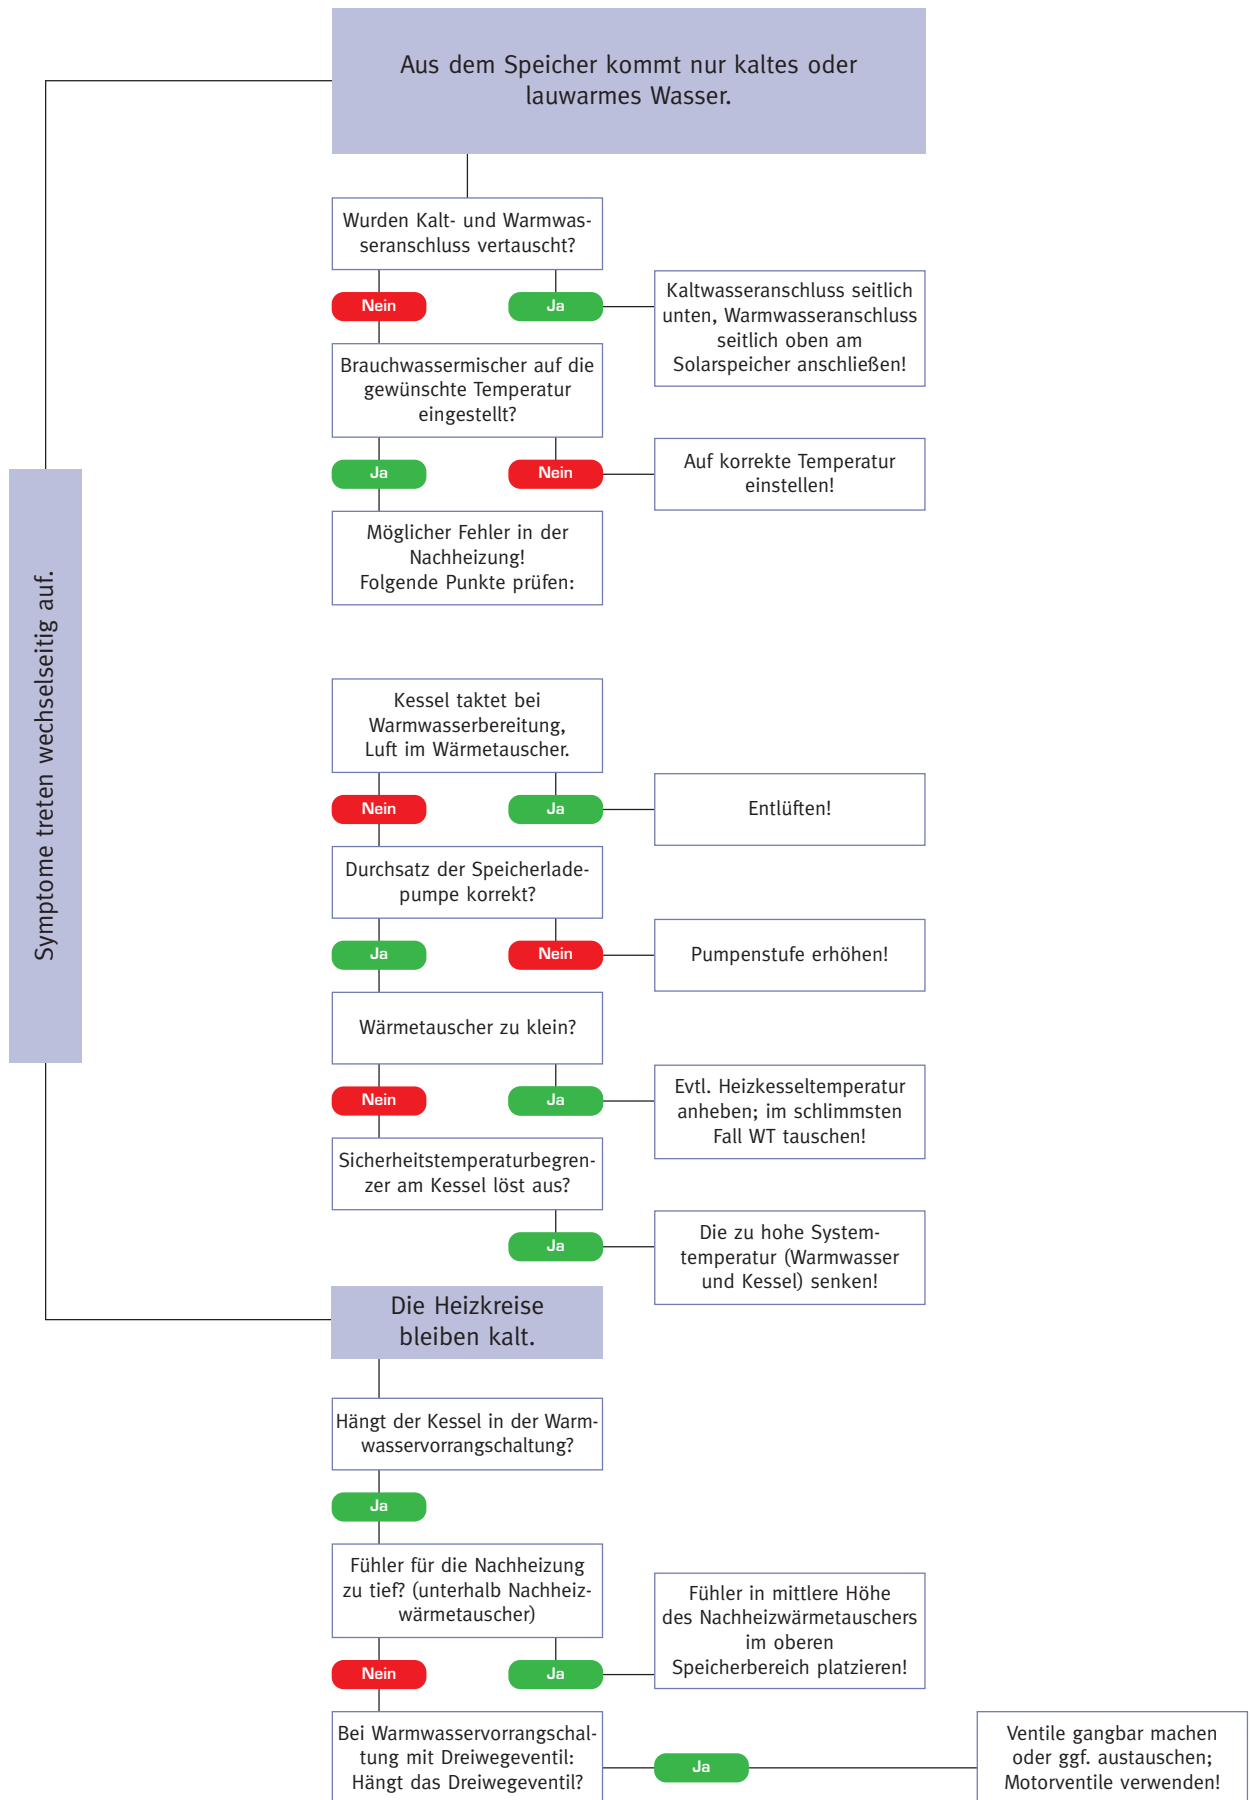 Aus dem Speicher kommt nur kaltes oder
lauwarmes Wasser.
Wurden Kalt- und Warmwas-
seranschluss vertauscht?
Nein
Ja
Kaltwasseranschluss seitlich
unten, Warmwasseranschluss
seitlich oben am
Solarspeicher anschließen!
Brauchwassermischer auf die
gewünschte Temperatur
eingestellt?
Ja
Nein
Auf korrekte Temperatur
einstellen!
Möglicher Fehler in der
Nachheizung!
Folgende Punkte prüfen:
Symptome treten wechselseitig auf.
Kessel taktet bei
Warmwasserbereitung,
Luft im Wärmetauscher.
Nein
Ja
Entlüften!
Durchsatz der Speicherlade-
pumpe korrekt?
Ja
Nein
Pumpenstufe erhöhen!
Wärmetauscher zu klein?
Nein
Ja
Evtl. Heizkesseltemperatur
anheben; im schlimmsten
Fall WT tauschen!
Sicherheitstemperaturbegren-
zer am Kessel löst aus?
Ja
Die zu hohe System-
temperatur (Warmwasser
und Kessel) senken!
Die Heizkreise
bleiben kalt.
Hängt der Kessel in der Warm-
wasservorrangschaltung?
Ja
Fühler für die Nachheizung
zu tief? (unterhalb Nachheiz-
wärmetauscher)
Nein
Ja
Fühler in mittlere Höhe
des Nachheizwärmetauschers
im oberen
Speicherbereich platzieren!
Bei Warmwasservorrangschal-
tung mit Dreiwegeventil:
Hängt das Dreiwegeventil?
Ja
Ventile gangbar machen
oder ggf. austauschen;
Motorventile verwenden!